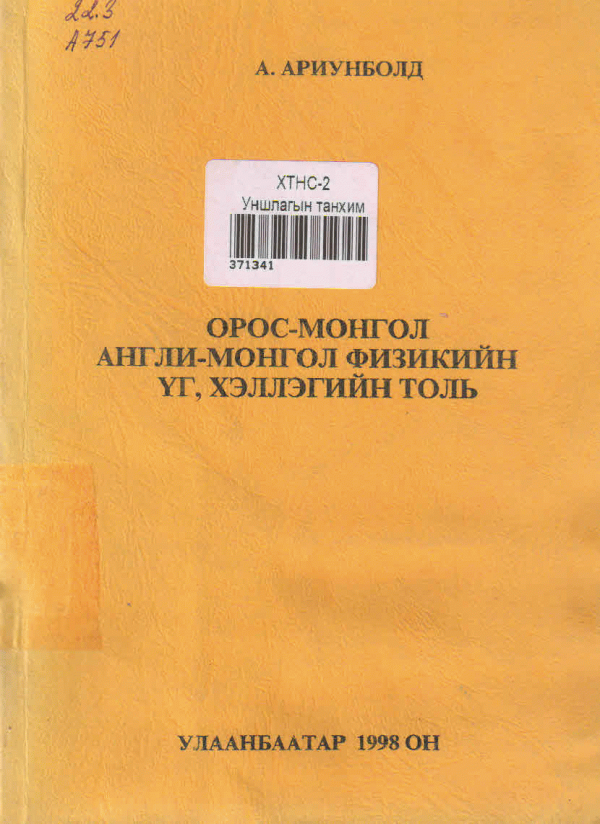 22.3
А751
А. АРИУНБОЛД
ХТНС-2
Уншлагын танхим
371341
ОРОС-МОНГОЛ
АНГЛИ-МОНГОЛ ФИЗИКИЙН
ҮГ, ХЭЛЛЭГИЙН ТОЛЬ
УЛААНБААТАР 1998 ОН